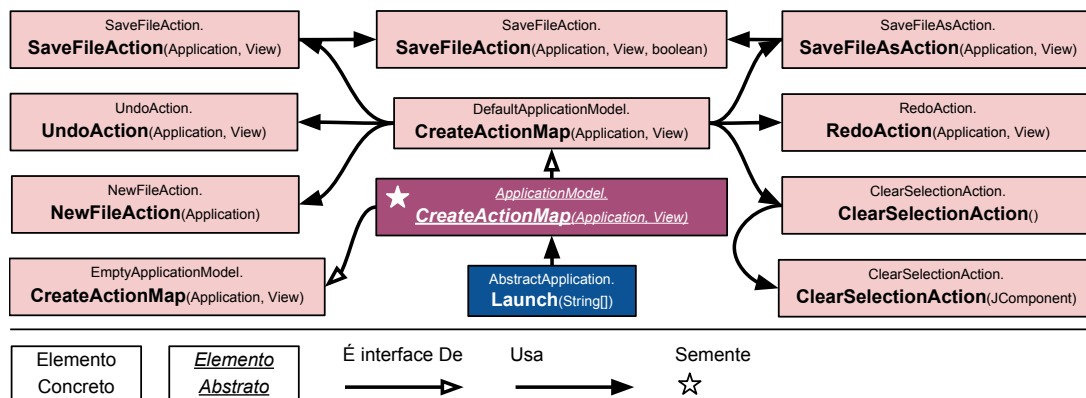 SaveFileAction.
SaveFileAction(Application, View)
SaveFileAction.
SaveFileAction(Application, View, boolean)
SaveFileAsAction.
SaveFileAsAction(Application, View)
UndoAction.
UndoAction(Application, View)
DefaultApplicationModel.
CreateActionMap(Application, View)
RedoAction.
RedoAction(Application, View)
NewFileAction.
NewFileAction(Application)
ApplicationModel.
CreateActionMap(Application, View)
ClearSelectionAction.
ClearSelectionAction()
EmptyApplicationModel.
CreateActionMap(Application, View)
AbstractApplication.
Launch(String[])
ClearSelectionAction.
ClearSelectionAction(JComponent)
Elemento
Concreto
Elemento
Abstrato
É interface De
Usa
Semente